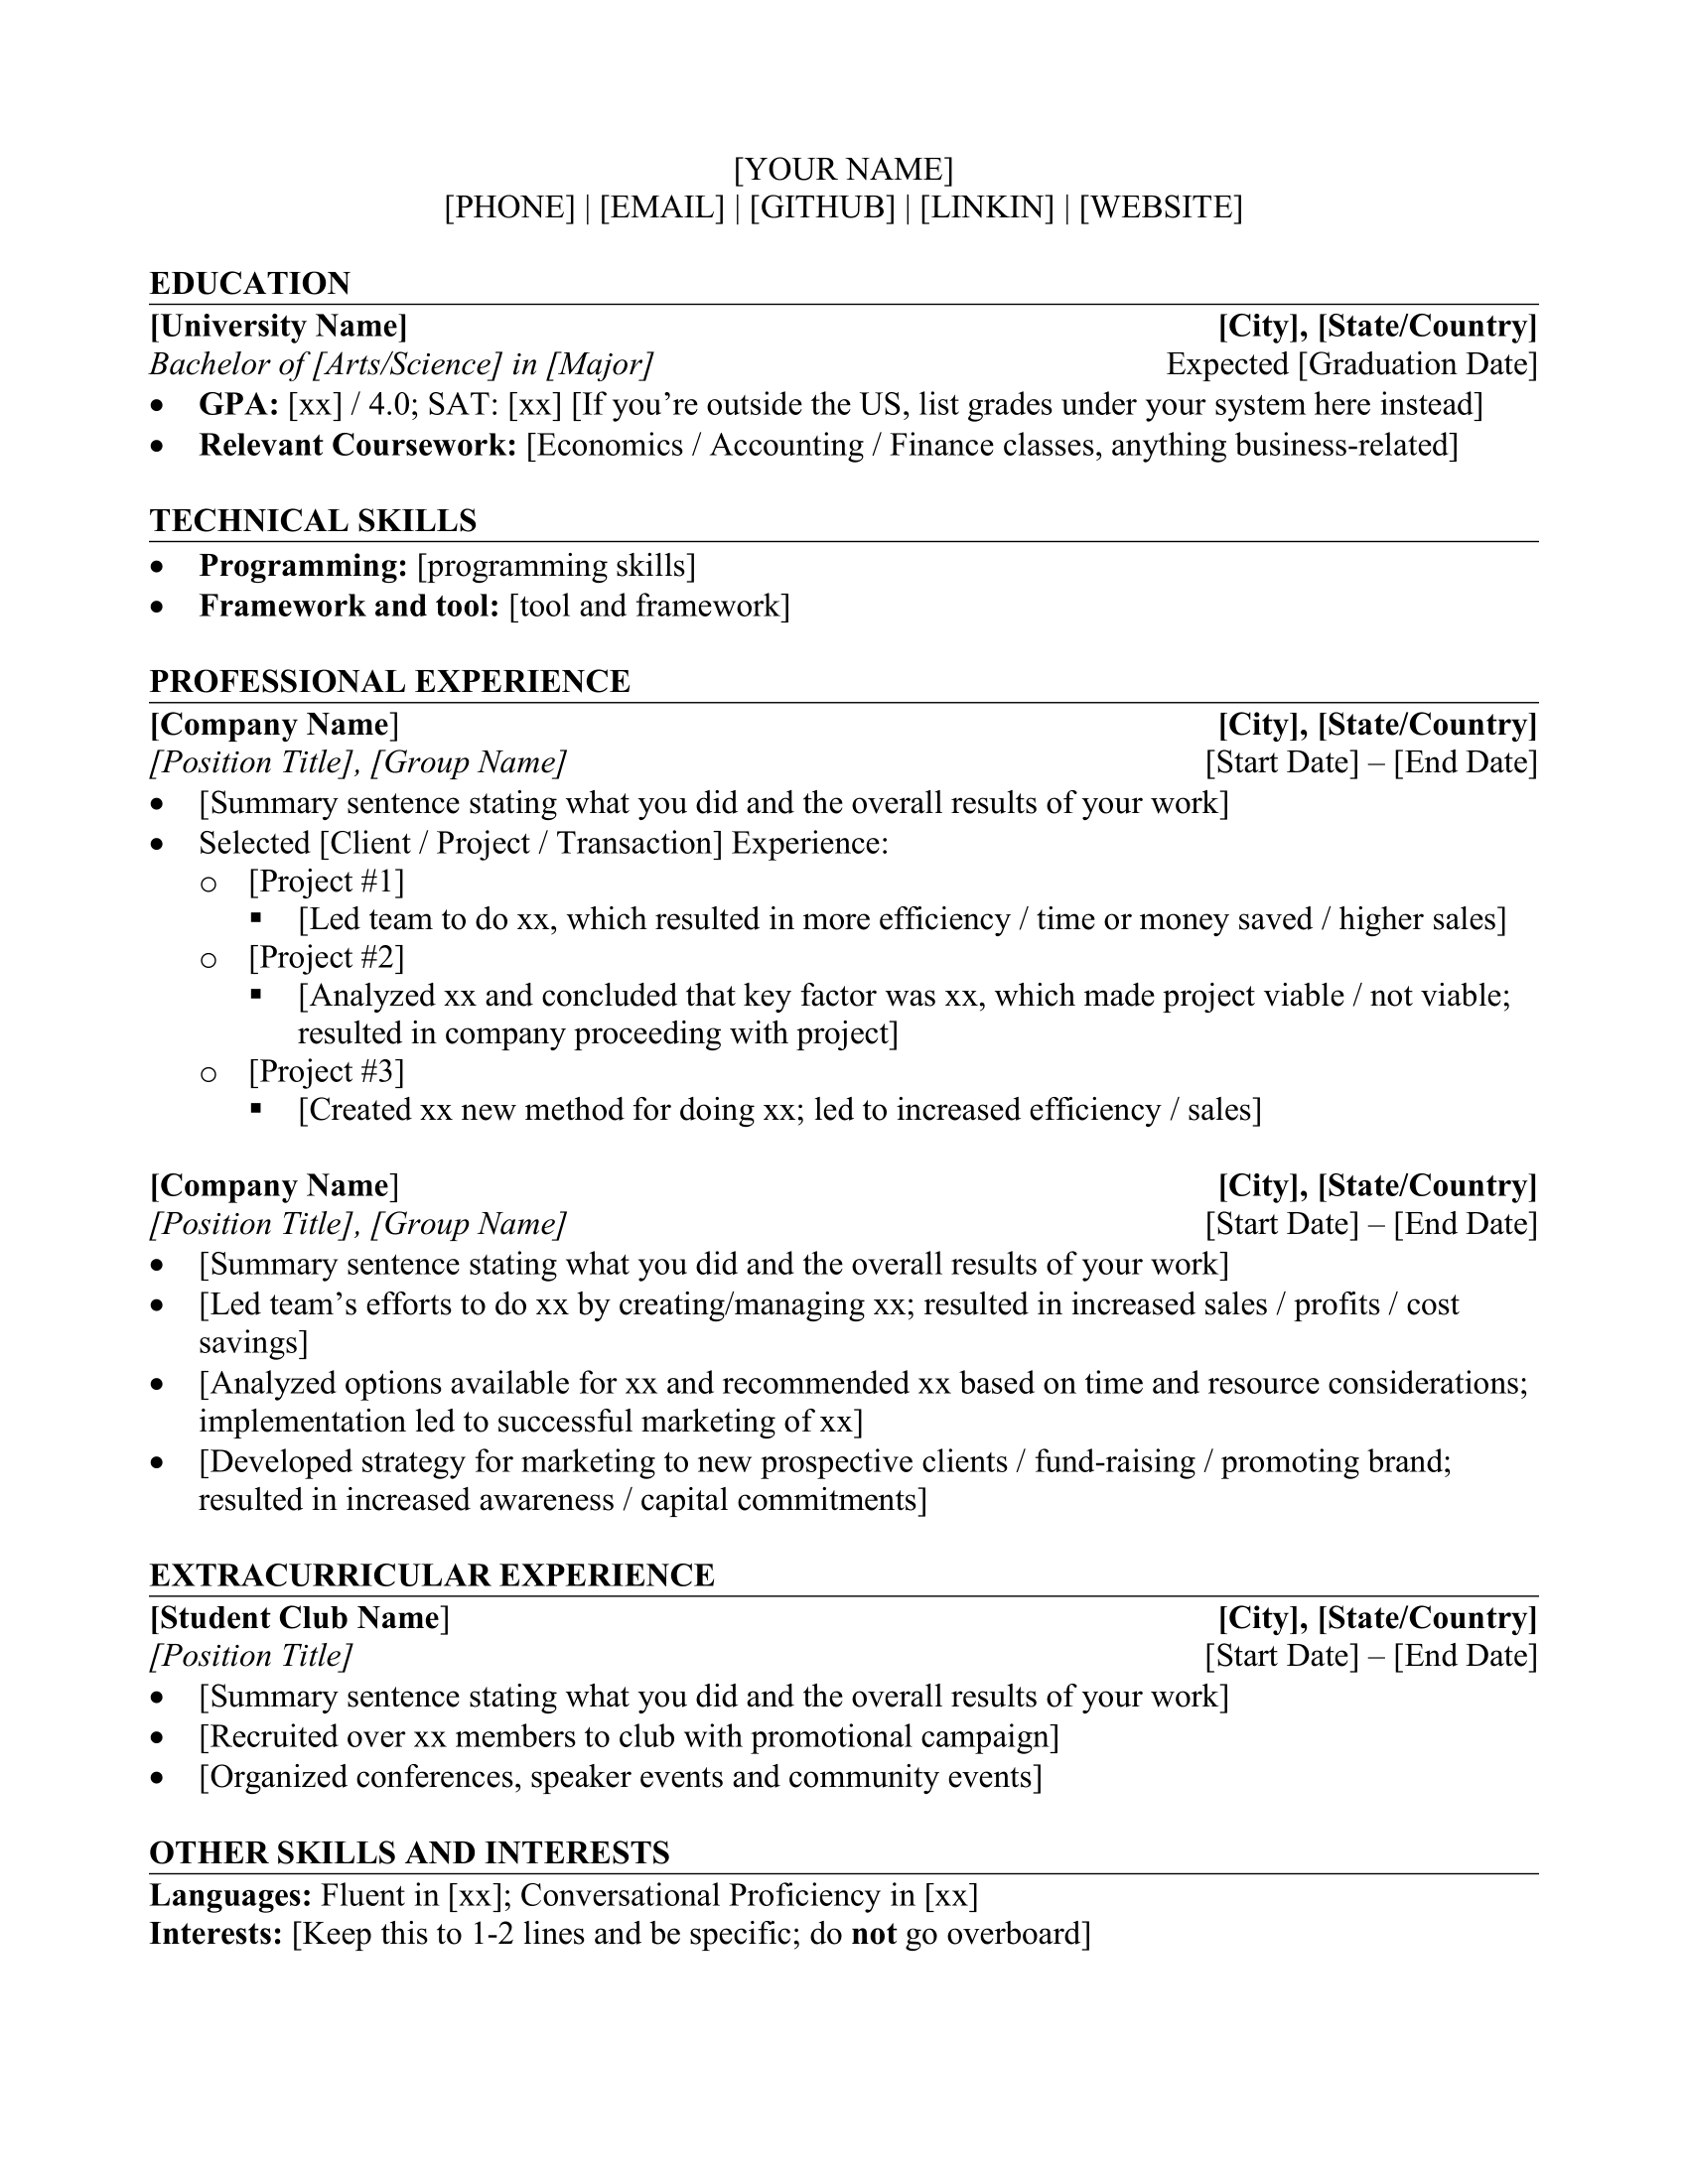 [YOUR NAME]
[PHONE] | [EMAIL] | [GITHUB] | [LINKIN] | [WEBSITE]
EDUCATION
[University Name] [City], [State/Country]
Bachelor of [Arts/Science] in [Major] Expected [Graduation Date]
• GPA: [xx] / 4.0; SAT: [xx] [If you’re outside the US, list grades under your system here instead]
• Relevant Coursework: [Economics / Accounting / Finance classes, anything business-related]
TECHNICAL SKILLS
• Programming: [programming skills]
• Framework and tool: [tool and framework]
PROFESSIONAL EXPERIENCE
[Company Name] [City], [State/Country]
[Position Title], [Group Name] [Start Date] – [End Date]
• [Summary sentence stating what you did and the overall results of your work]
• Selected [Client / Project / Transaction] Experience:
o [Project #1]
▪ [Led team to do xx, which resulted in more efficiency / time or money saved / higher sales]
o [Project #2]
▪ [Analyzed xx and concluded that key factor was xx, which made project viable / not viable;
resulted in company proceeding with project]
o [Project #3]
▪ [Created xx new method for doing xx; led to increased efficiency / sales]
[Company Name] [City], [State/Country]
[Position Title], [Group Name] [Start Date] – [End Date]
• [Summary sentence stating what you did and the overall results of your work]
• [Led team’s efforts to do xx by creating/managing xx; resulted in increased sales / profits / cost
savings]
• [Analyzed options available for xx and recommended xx based on time and resource considerations;
implementation led to successful marketing of xx]
• [Developed strategy for marketing to new prospective clients / fund-raising / promoting brand;
resulted in increased awareness / capital commitments]
EXTRACURRICULAR EXPERIENCE
[Student Club Name] [City], [State/Country]
[Position Title] [Start Date] – [End Date]
• [Summary sentence stating what you did and the overall results of your work]
• [Recruited over xx members to club with promotional campaign]
• [Organized conferences, speaker events and community events]
OTHER SKILLS AND INTERESTS
Languages: Fluent in [xx]; Conversational Proficiency in [xx]
Interests: [Keep this to 1-2 lines and be specific; do not go overboard]